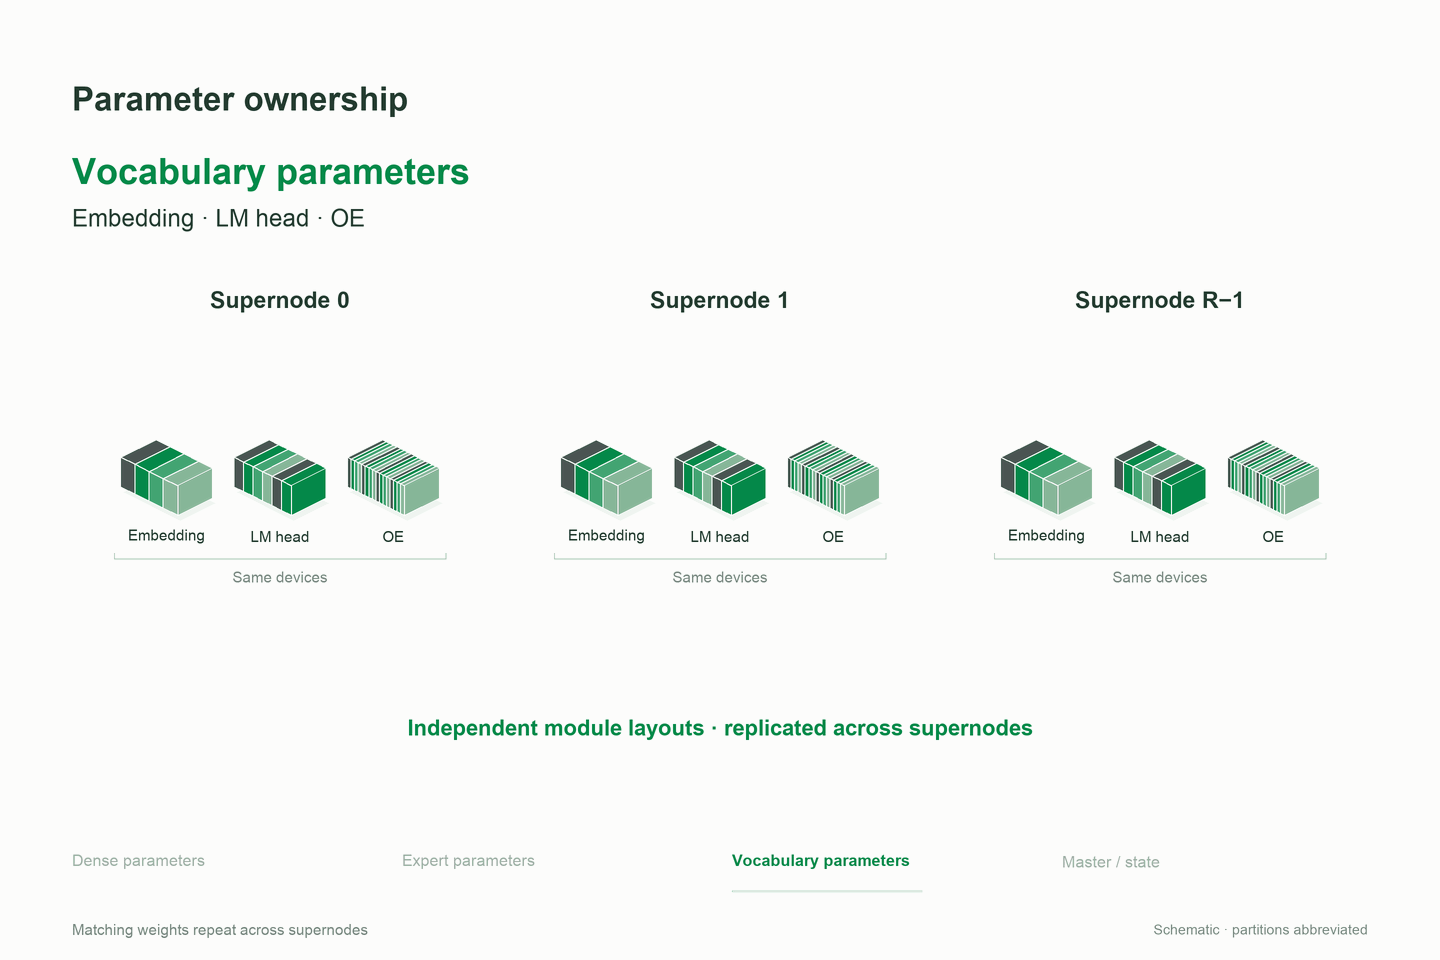 Parameter ownership
Vocabulary parameters
Embedding · LM head · OE
Supernode 0
Supernode 1
Supernode R−1
Embedding
LM head
OE
Same devices
Embedding
LM head
OE
Same devices
Embedding
LM head
OE
Same devices
Independent module layouts · replicated across supernodes
Dense parameters
Expert parameters
Vocabulary parameters
Master / state
Matching weights repeat across supernodes
Schematic · partitions abbreviated